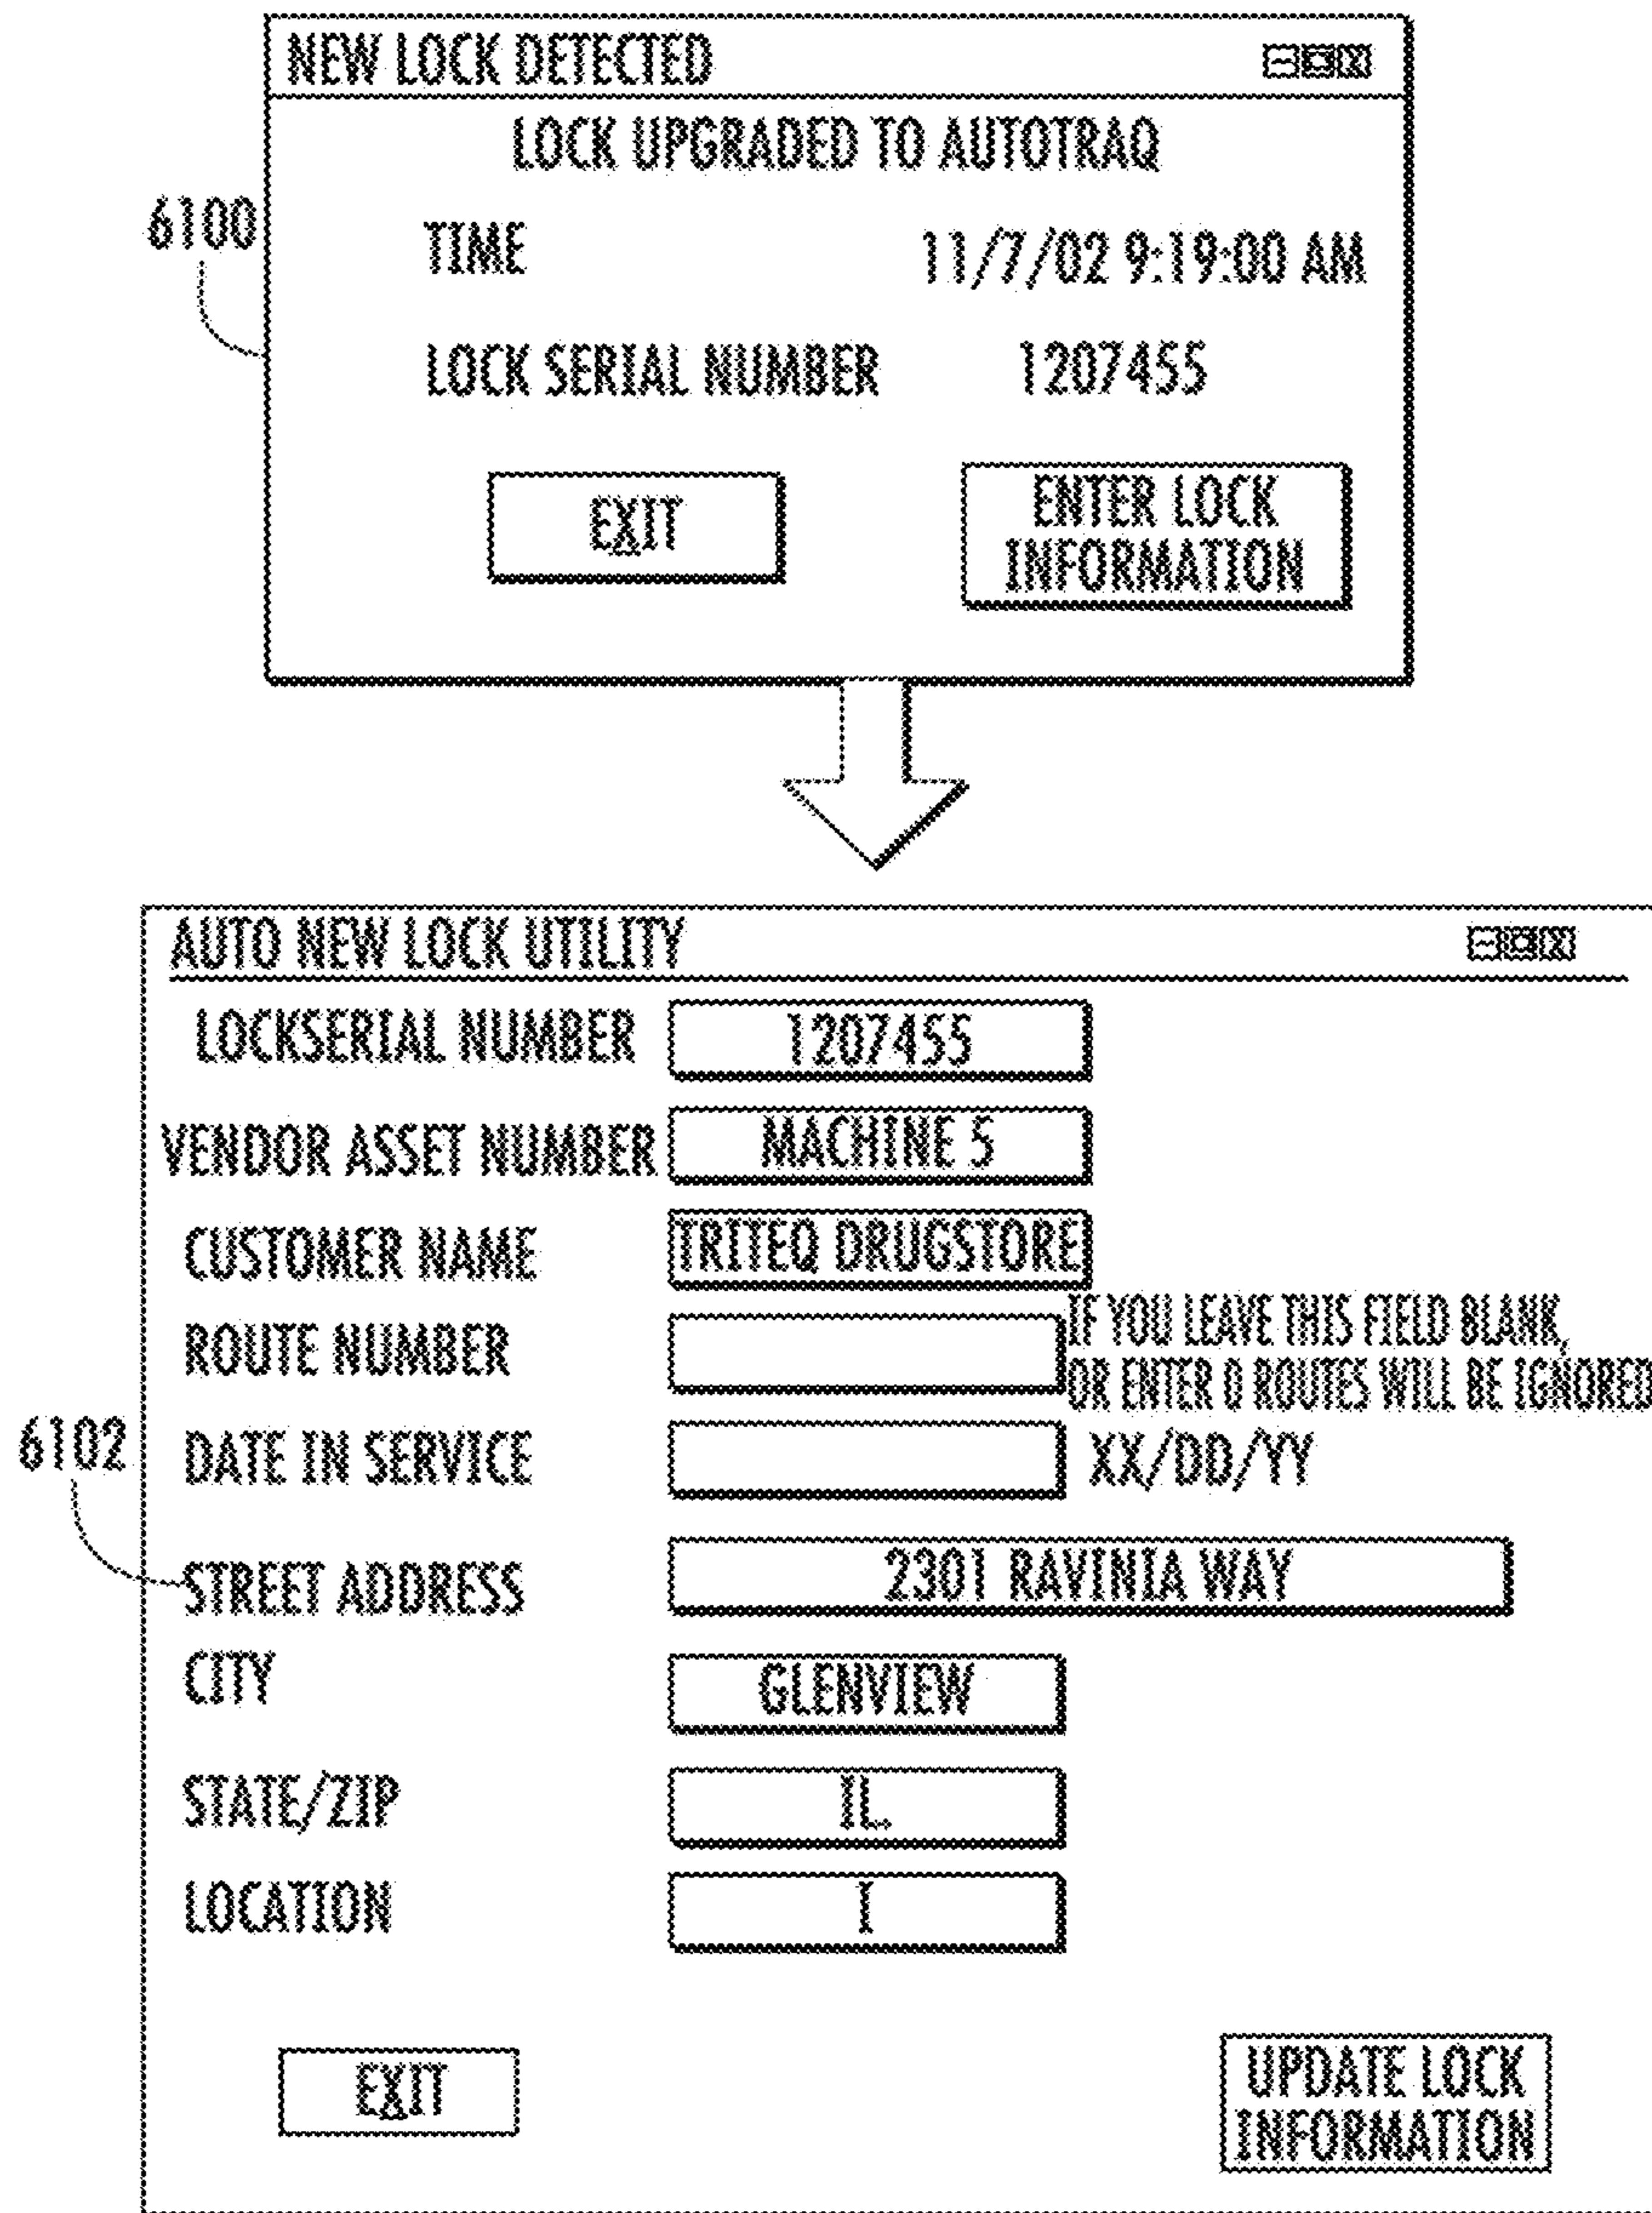 NEW LOCK DETECTED
LOCK UPGRADED TO AUTOTRAQ
6100
TIME 11/7/02 9:19:00 AM
LOCK SERIAL NUMBER 1207455
EXIT
ENTER LOCK
INFORMATION
AUTO NEW LOCK UTILITY
LOCKSERIAL NUMBER 1207455
VENDOR ASSET NUMBER MACHINE 5
CUSTOMER NAME TRITEQ DRUGSTORE
ROUTE NUMBER
IF YOU LEAVE THIS FIELD BLANK,
OR ENTER 0 ROUTES WILL BE IGNORED
6102
DATE IN SERVICE XX/DD/YY
STREET ADDRESS 2301 RAVINIA WAY
CITY GLENVIEW
STATE/ZIP IL.
LOCATION I
EXIT
UPDATE LOCK
INFORMATION